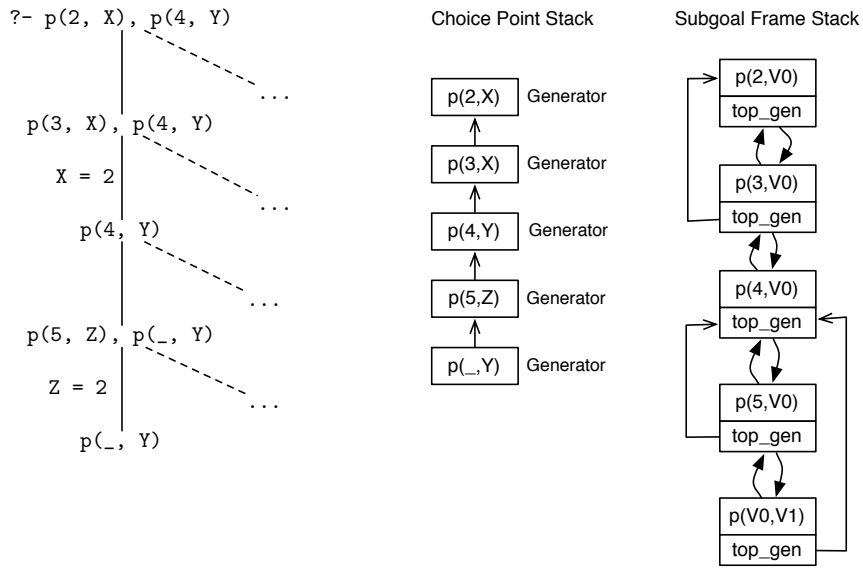 ?- p(2, X), p(4, Y)
...
p(3, X), p(4, Y)
X = 2
...
p(4, Y)
...
p(5, Z), p(_, Y)
Z = 2
...
p(_, Y)
Choice Point Stack
p(2,X) Generator
p(3,X) Generator
p(4,Y) Generator
p(5,Z) Generator
p(_,Y) Generator
Subgoal Frame Stack
p(2,V0)
top_gen
p(3,V0)
top_gen
p(4,V0)
top_gen
p(5,V0)
top_gen
p(V0,V1)
top_gen